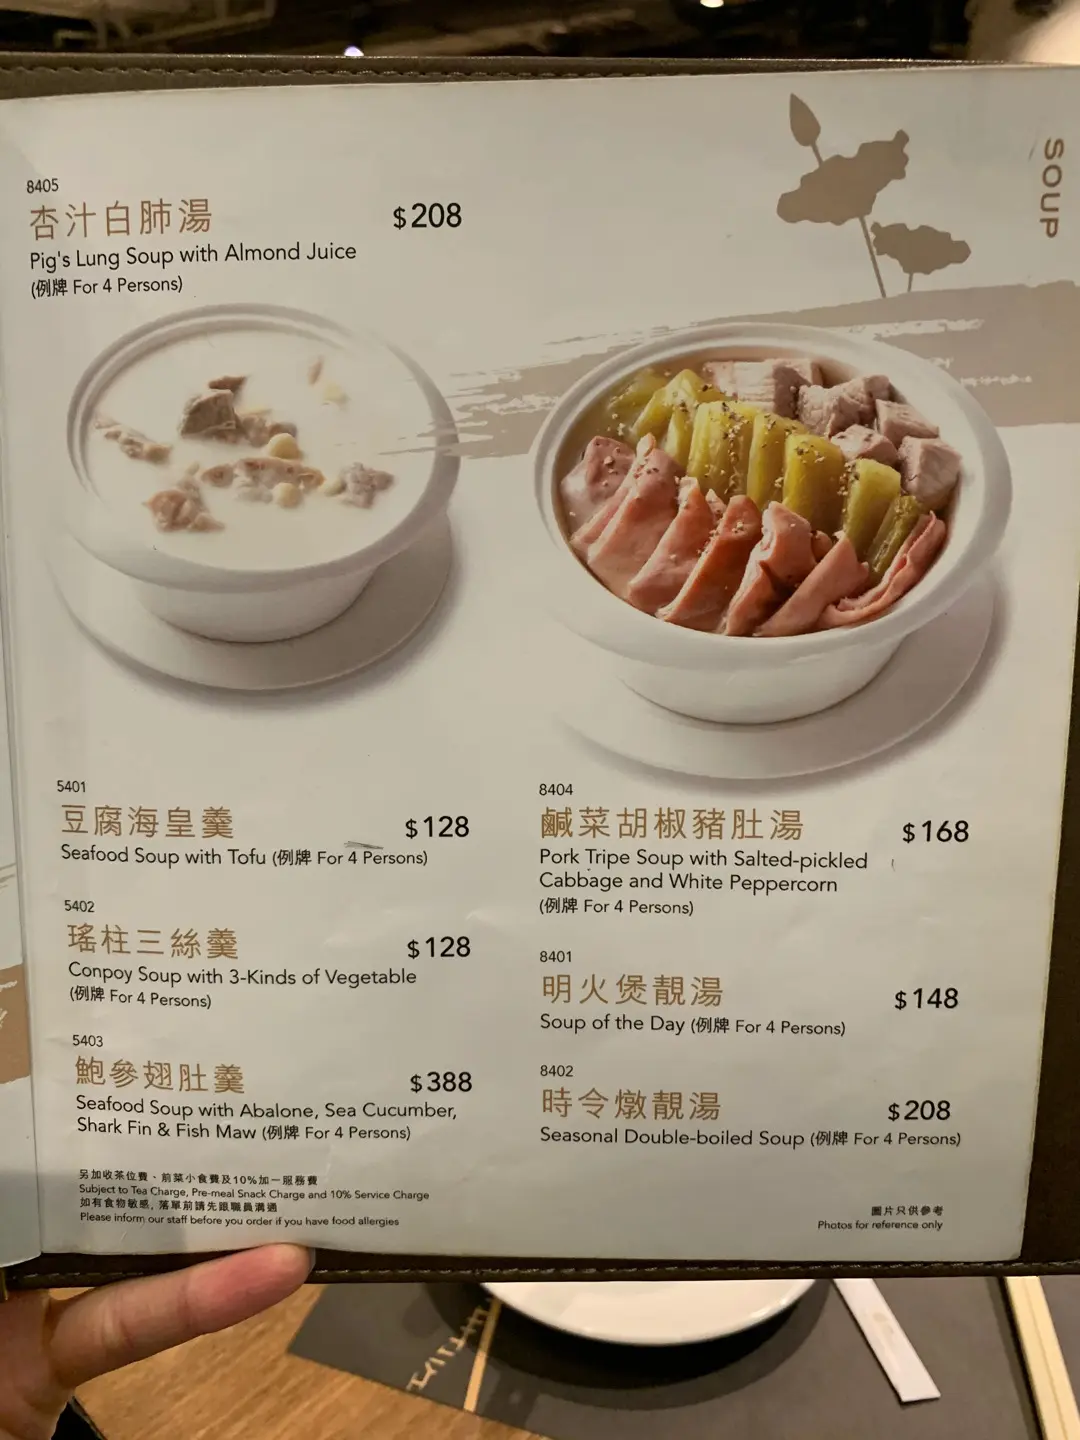 SOUP
8405
杏汁白肺湯
$208
Pig's Lung Soup with Almond Juice
(例牌 For 4 Persons)
5401
豆腐海皇羹
$128
Seafood Soup with Tofu (例牌 For 4 Persons)
5402
瑤柱三絲羹
$128
Conpoy Soup with 3-Kinds of Vegetable
(例牌 For 4 Persons)
5403
鮑參翅肚羹
$388
Seafood Soup with Abalone, Sea Cucumber,
Shark Fin & Fish Maw (例牌 For 4 Persons)
8404
鹹菜胡椒豬肚湯
$168
Pork Tripe Soup with Salted-pickled
Cabbage and White Peppercorn
(例牌 For 4 Persons)
8401
明火煲靚湯
$148
Soup of the Day (例牌 For 4 Persons)
8402
時令燉靚湯
$208
Seasonal Double-boiled Soup (例牌 For 4 Persons)
另加收茶位費、前菜小食費及10%加一服務費
Subject to Tea Charge, Pre-meal Snack Charge and 10% Service Charge
如有食物敏感, 落單前請先跟職員溝通
Please inform our staff before you order if you have food allergies
圖片只供參考
Photos for reference only